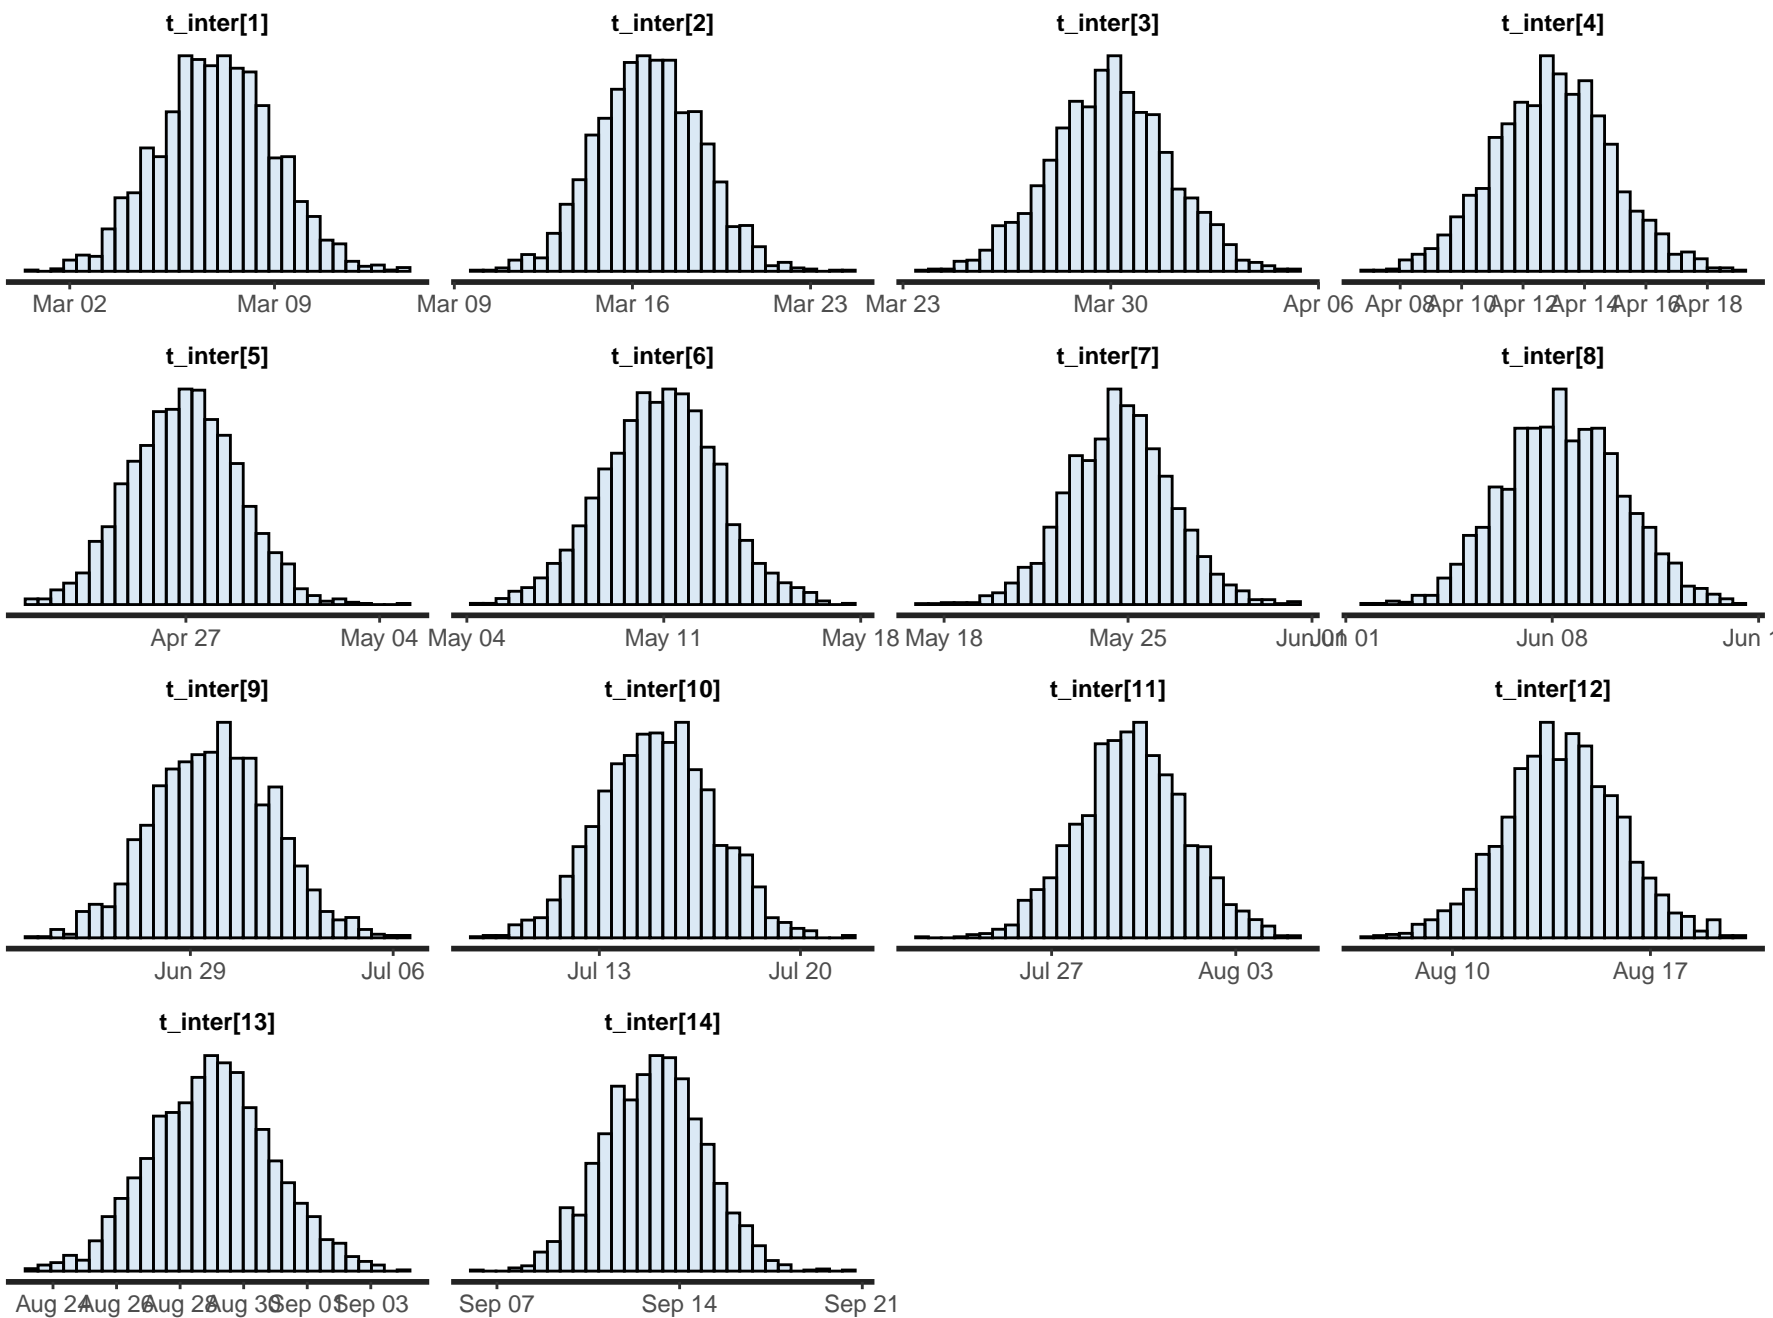 t_inter[1] t_inter[2] t_inter[3] t_inter[4]
Mar 02 Mar 09 Mar 09 Mar 16 Mar 23 Mar 23 Mar 30 Apr 06 Apr 08 Apr 10 Apr 12 Apr 14 Apr 16 Apr 18
t_inter[5] t_inter[6] t_inter[7] t_inter[8]
Apr 27 May 04 May 04 May 11 May 18 May 18 May 25 Jun 01 Jun 01 Jun 08 Jun
t_inter[9] t_inter[10] t_inter[11] t_inter[12]
Jun 29 Jul 06 Jul 13 Jul 20 Jul 27 Aug 03 Aug 10 Aug 17
t_inter[13] t_inter[14]
Aug 24 Aug 26 Aug 28 Aug 30 Sep 01 Sep 03 Sep 07 Sep 14 Sep 21